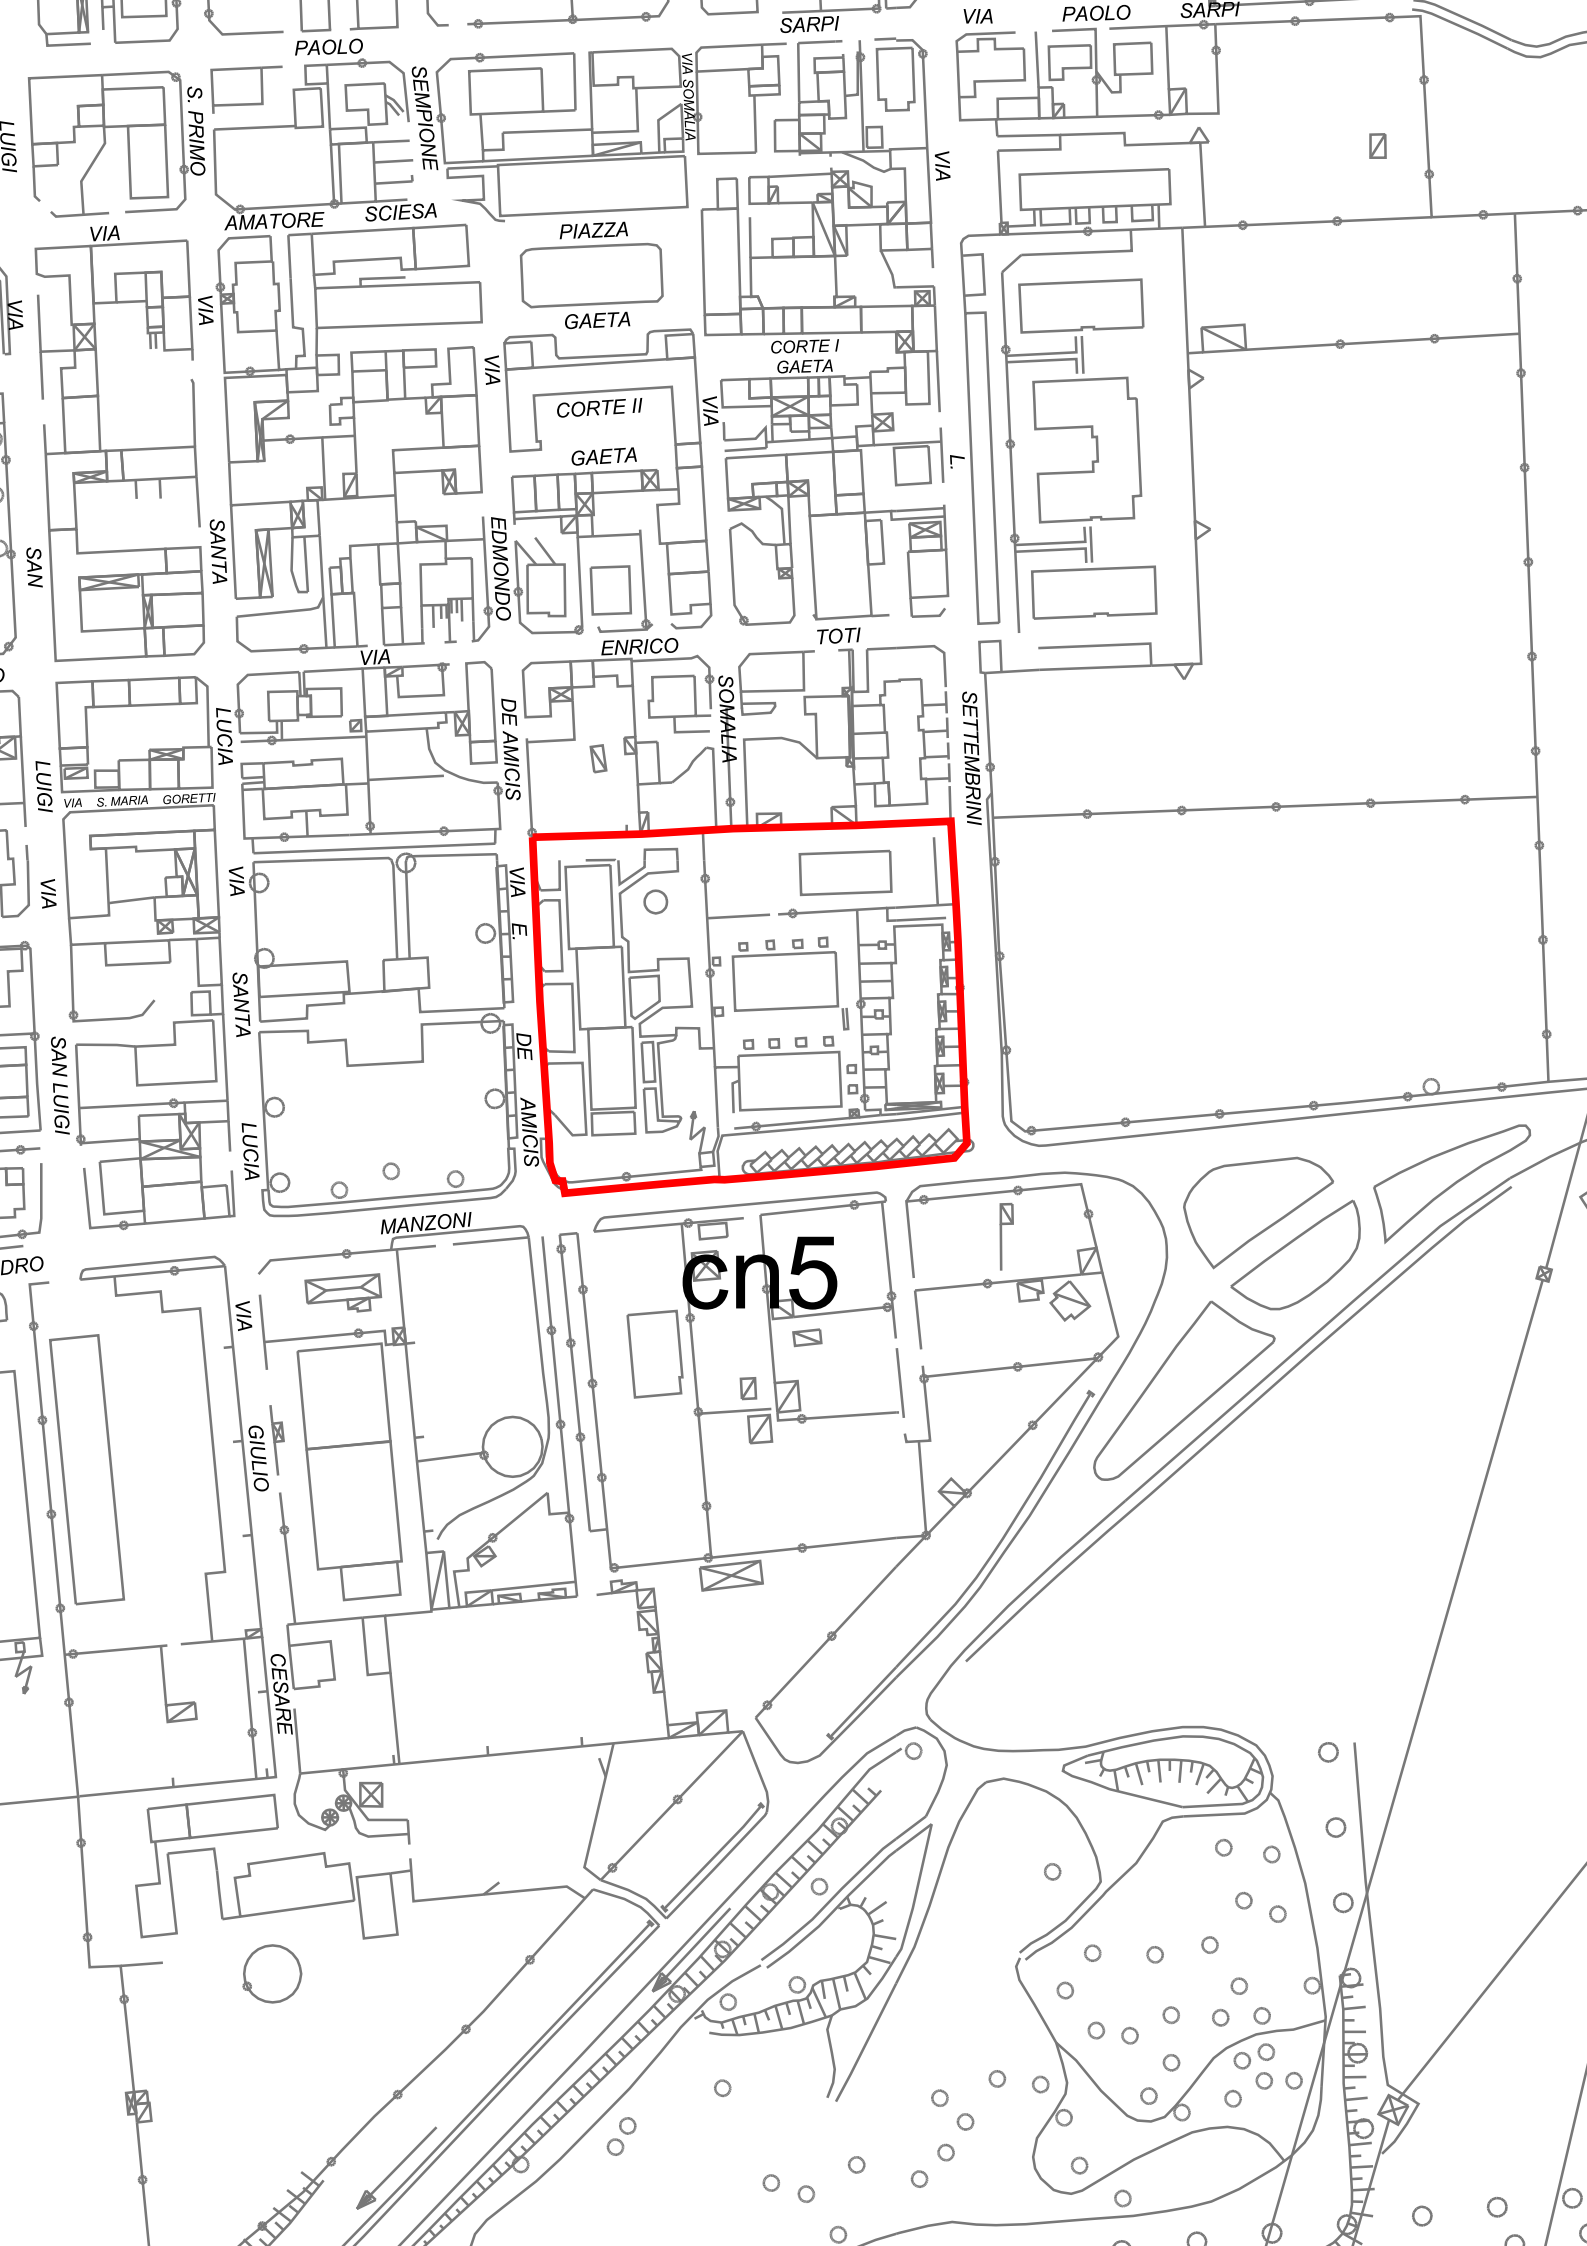 SARPI
VIA
PAOLO
SARPI
PAOLO
VIA SOMALIA
SEMPIONE
S. PRIMO
LUIGI
VIA
VIA
AMATORE
SCIESA
PIAZZA
VIA
VIA
GAETA
CORTE I
GAETA
VIA
CORTE II
VIA
GAETA
L.
SAN
SANTA
EDMONDO
TOTI
ENRICO
VIA
SOMALIA
SETTEMBRINI
DE AMICIS
LUCIA
LUIGI
VIA S. MARIA GORETTI
VIA
VIA
VIA
E.
SANTA
DE
SAN LUIGI
AMICIS
LUCIA
MANZONI
DRO
cn5
VIA
GIULIO
CESARE